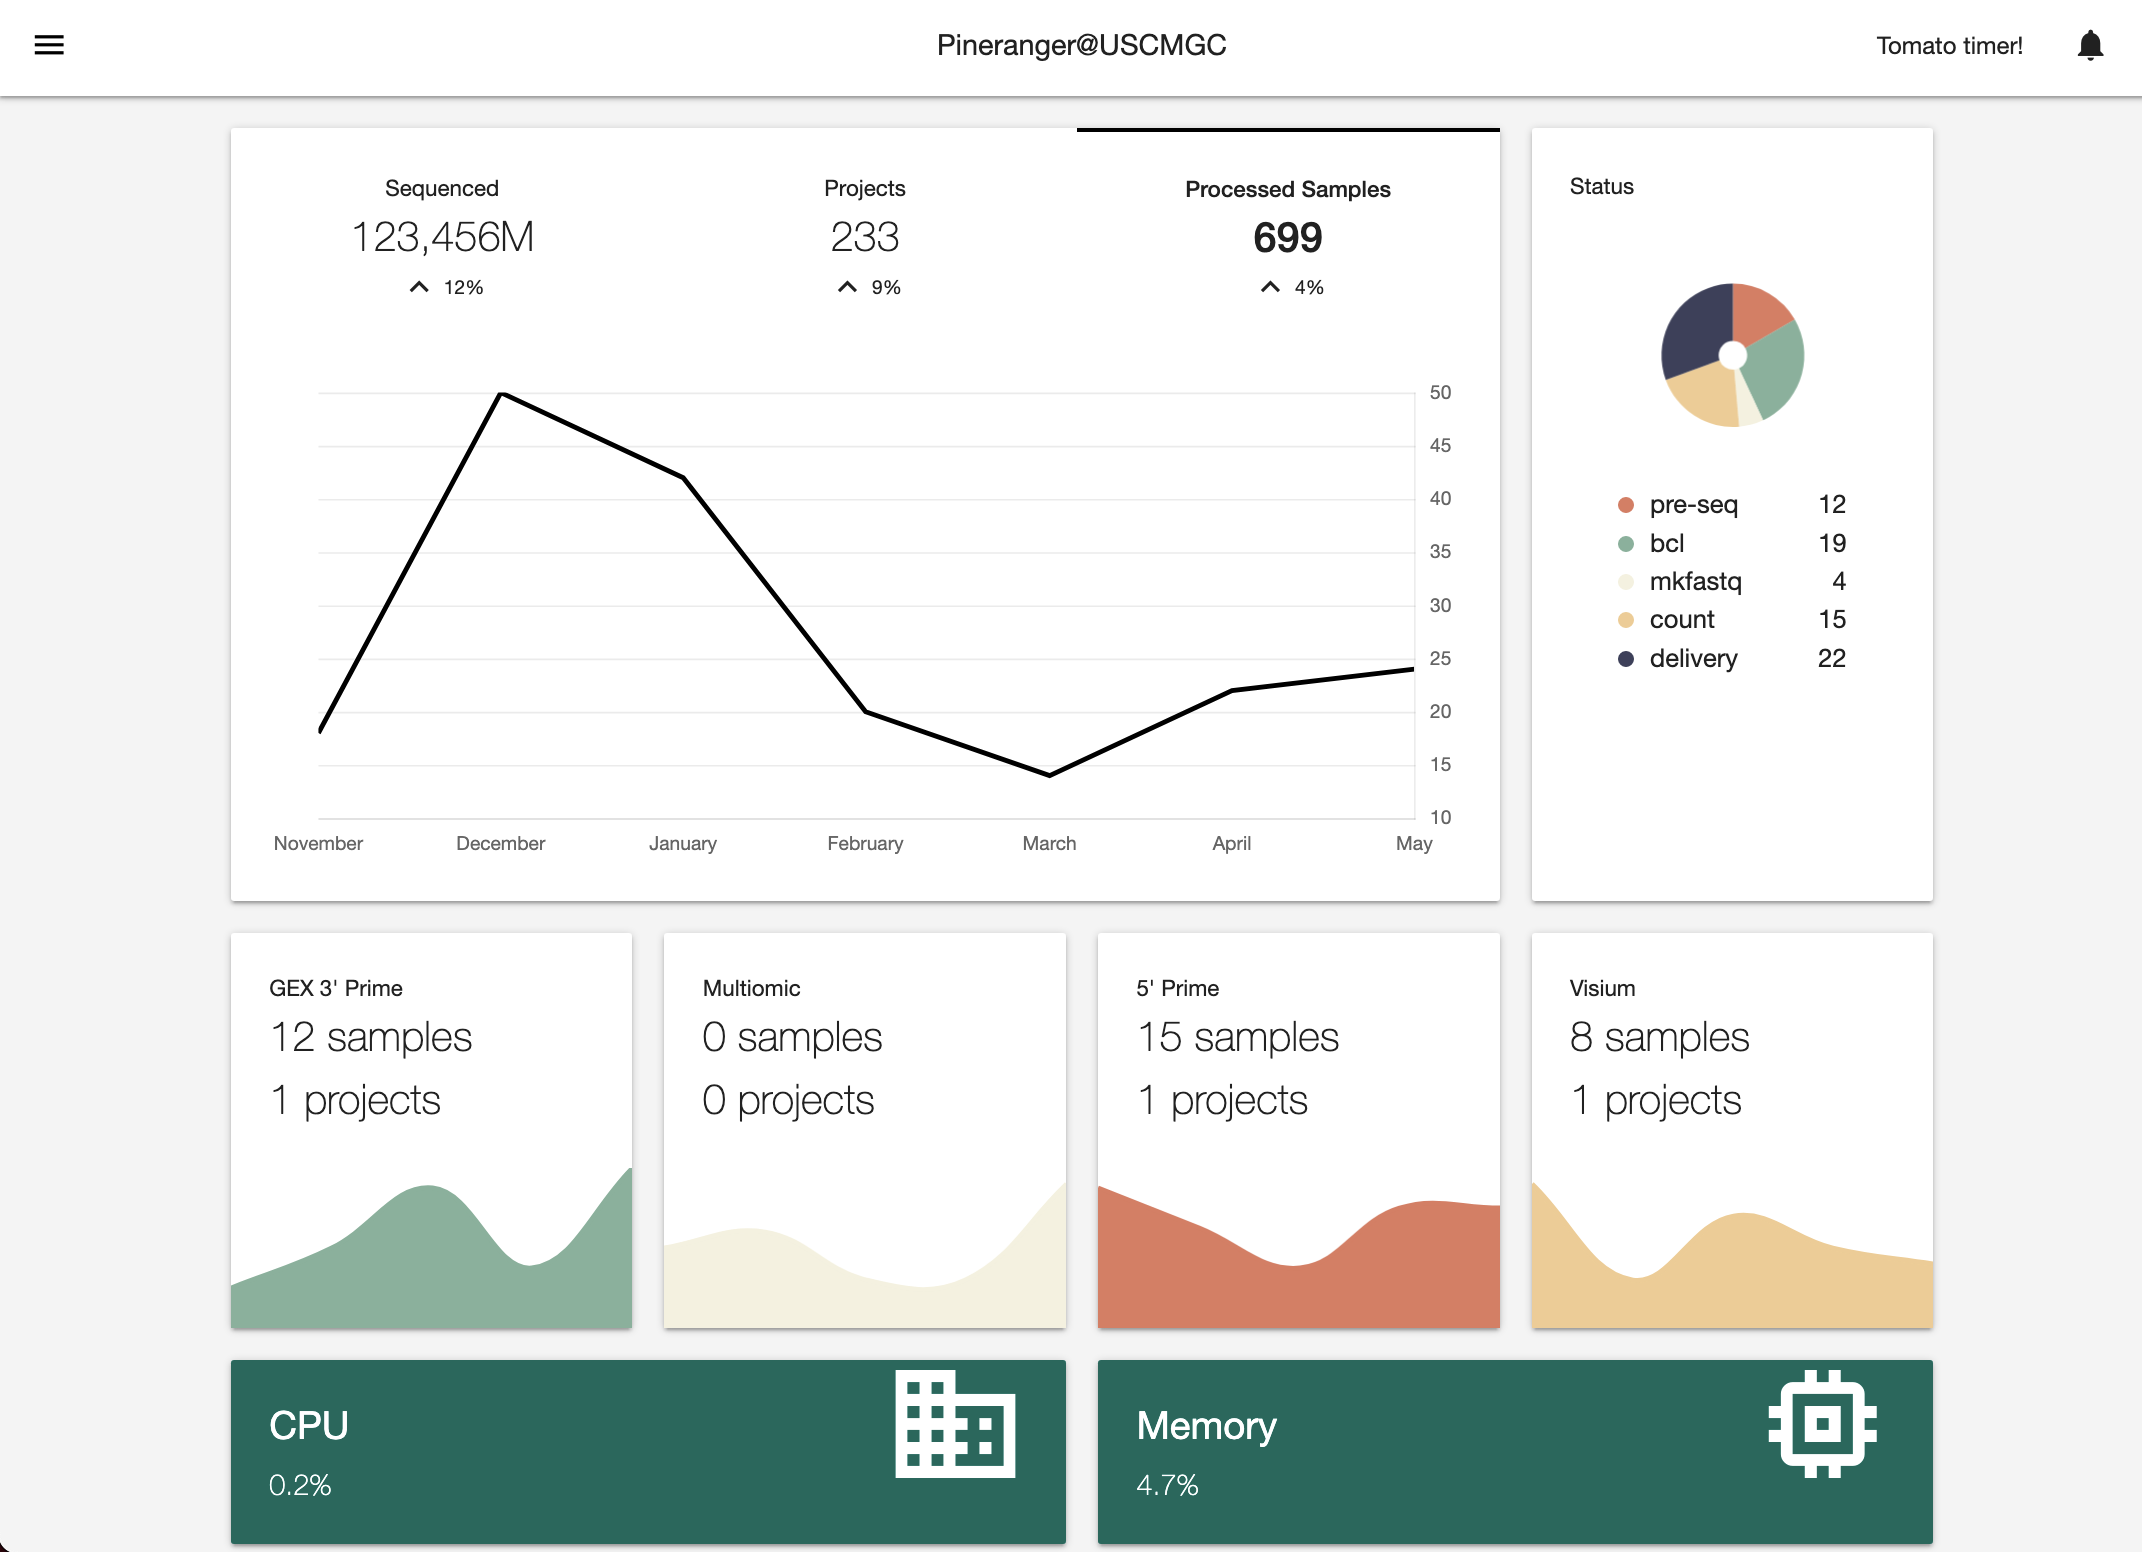 Pineranger@USCMGC
Tomato timer!
Sequenced
123,456M
12%
Projects
233
9%
Processed Samples
699
4%
50
45
40
35
30
25
20
15
10
November December January February March April May
Status
pre-seq 12
bcl 19
mkfastq 4
count 15
delivery 22
GEX 3' Prime
12 samples
1 projects
Multiomic
0 samples
0 projects
5' Prime
15 samples
1 projects
Visium
8 samples
1 projects
CPU
0.2%
Memory
4.7%